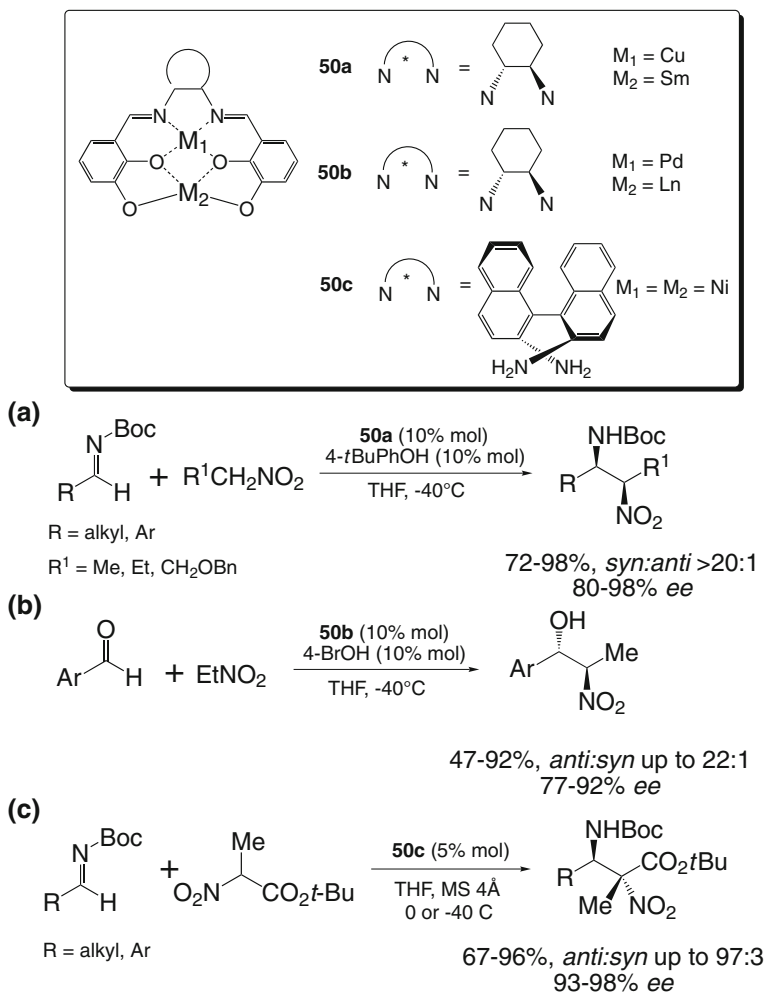 50a
* N N =
N N
M₁ = Cu
M₂ = Sm
N N
M₁
O O
M₂
O O
50b
* N N =
N N
M₁ = Pd
M₂ = Ln
50c
* N N =
H₂N NH₂
M₁ = M₂ = Ni
(a)
N Boc
R H
+ R¹CH₂NO₂
50a (10% mol)
4-tBuPhOH (10% mol)
THF, -40°C
NHBoc
R R¹
NO₂
R = alkyl, Ar
R¹ = Me, Et, CH₂OBn
72-98%, syn:anti >20:1
80-98% ee
(b)
O
Ar H
+ EtNO₂
50b (10% mol)
4-BrOH (10% mol)
THF, -40°C
OH
Ar Me
NO₂
47-92%, anti:syn up to 22:1
77-92% ee
(c)
N Boc
R H
+
Me
O₂N CO₂t-Bu
50c (5% mol)
THF, MS 4Å
0 or -40 C
NHBoc
R CO₂tBu
Me NO₂
R = alkyl, Ar
67-96%, anti:syn up to 97:3
93-98% ee